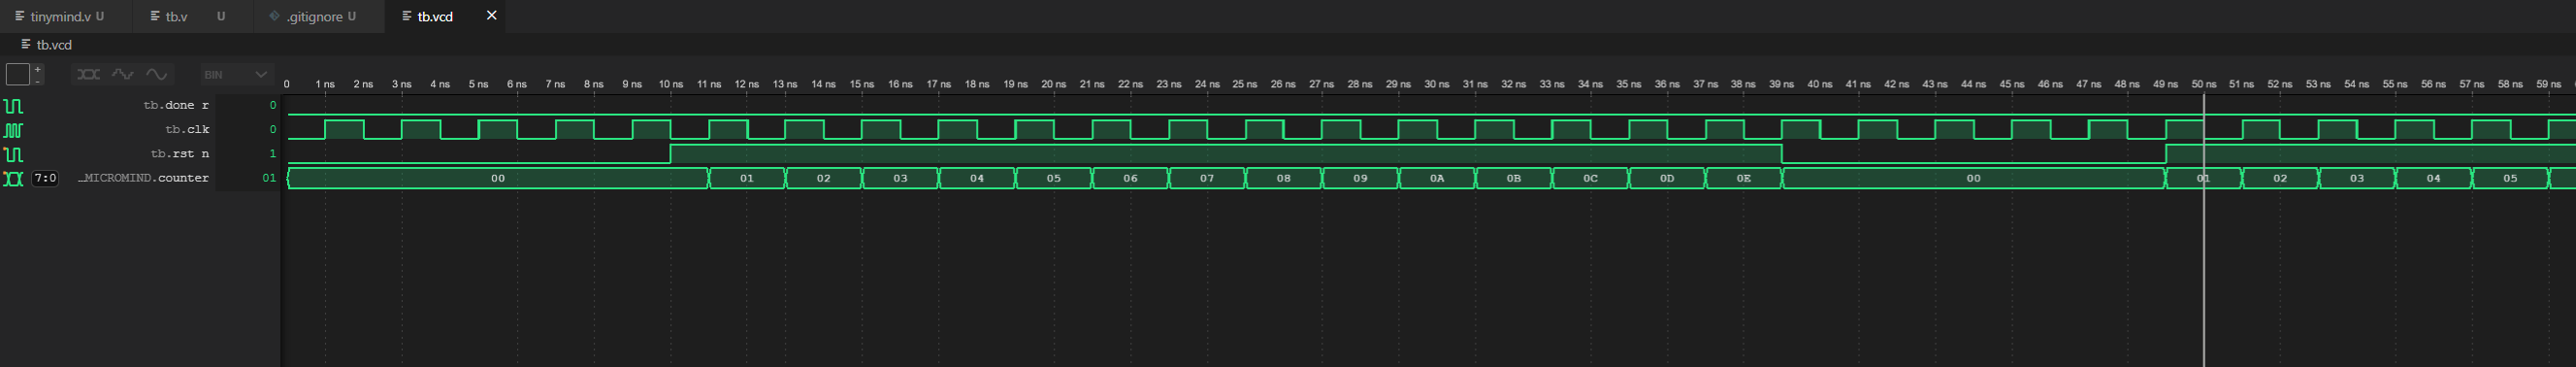 tinymind.v U tb.v U .gitignore U tb.vcd
tb.vcd
+
-
BIN
0 1 ns 2 ns 3 ns 4 ns 5 ns 6 ns 7 ns 8 ns 9 ns 10 ns 11 ns 12 ns 13 ns 14 ns 15 ns 16 ns 17 ns 18 ns 19 ns 20 ns 21 ns 22 ns 23 ns 24 ns 25 ns 26 ns 27 ns 28 ns 29 ns 30 ns 31 ns 32 ns 33 ns 34 ns 35 ns 36 ns 37 ns 38 ns 39 ns 40 ns 41 ns 42 ns 43 ns 44 ns 45 ns 46 ns 47 ns 48 ns 49 ns 50 ns 51 ns 52 ns 53 ns 54 ns 55 ns 56 ns 57 ns 58 ns 59 ns
tb.done r 0
tb.clk 0
tb.rst n 1
7:0 _MICROMIND.counter 01 00 01 02 03 04 05 06 07 08 09 0A 0B 0C 0D 0E 00 01 02 03 04 05